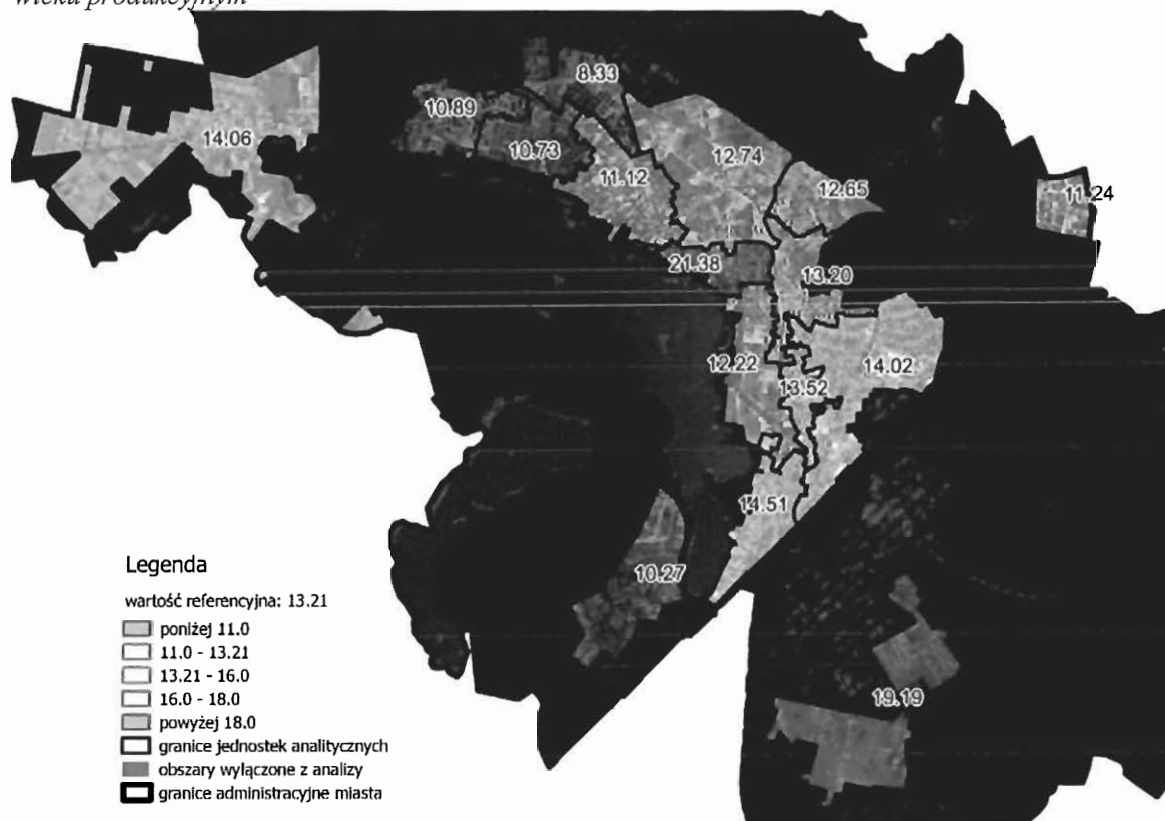 wieku produkcyjnym
8.33
10.89
14.06
10.73
12.74
11.12
12.65
11.24
21.38
13.20
12.22
14.02
13.52
14.51
10.27
19.19
Legenda
wartość referencyjna: 13.21
poniżej 11.0
11.0 - 13.21
13.21 - 16.0
16.0 - 18.0
powyżej 18.0
granice jednostek analitycznych
obszary wyłączone z analizy
granice administracyjne miasta